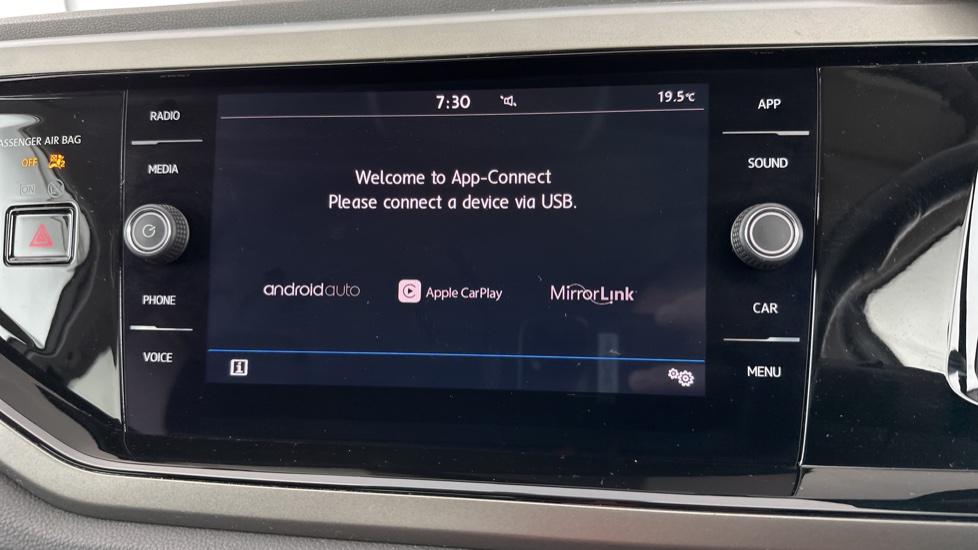 PASSENGER AIR BAG
OFF
ON
RADIO
MEDIA
PHONE
VOICE
7:30
19.5°C
Welcome to App-Connect
Please connect a device via USB.
androidauto
Apple CarPlay
MirrorLink
i
APP
SOUND
CAR
MENU